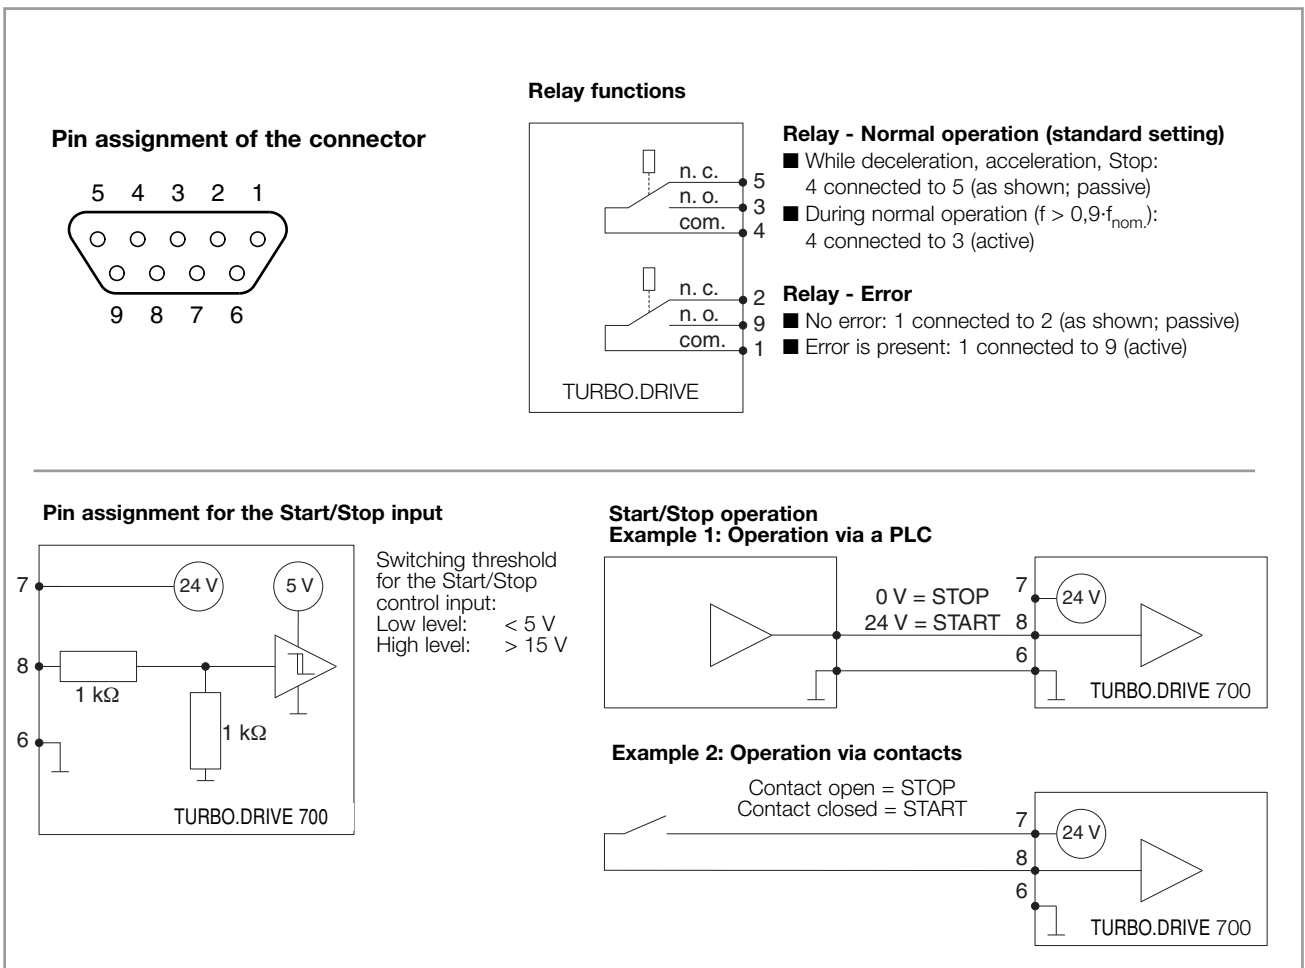 Pin assignment of the connector
5 4 3 2 1
9 8 7 6
Relay functions
n. c. 5
n. o. 3
com. 4
n. c. 2
n. o. 9
com. 1
TURBO.DRIVE
Relay - Normal operation (standard setting)
■ While deceleration, acceleration, Stop:
4 connected to 5 (as shown; passive)
■ During normal operation (f > 0,9·fnom.):
4 connected to 3 (active)
Relay - Error
■ No error: 1 connected to 2 (as shown; passive)
■ Error is present: 1 connected to 9 (active)
Pin assignment for the Start/Stop input
7 24 V 5 V
8
1 kΩ
1 kΩ
6
TURBO.DRIVE 700
Switching threshold
for the Start/Stop
control input:
Low level: < 5 V
High level: > 15 V
Start/Stop operation
Example 1: Operation via a PLC
0 V = STOP
24 V = START
7 24 V
8
6
TURBO.DRIVE 700
Example 2: Operation via contacts
Contact open = STOP
Contact closed = START
7 24 V
8
6
TURBO.DRIVE 700